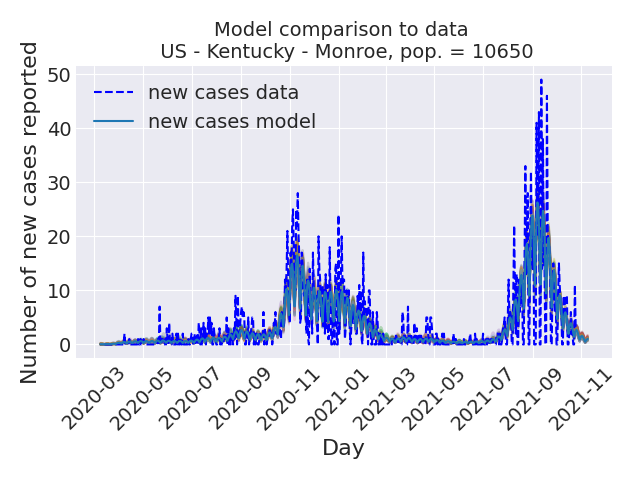 Model comparison to data
US - Kentucky - Monroe, pop. = 10650
Number of new cases reported
50
40
30
20
10
0
new cases data
new cases model
2020-03
2020-05
2020-07
2020-09
2020-11
2021-01
2021-03
2021-05
2021-07
2021-09
2021-11
Day